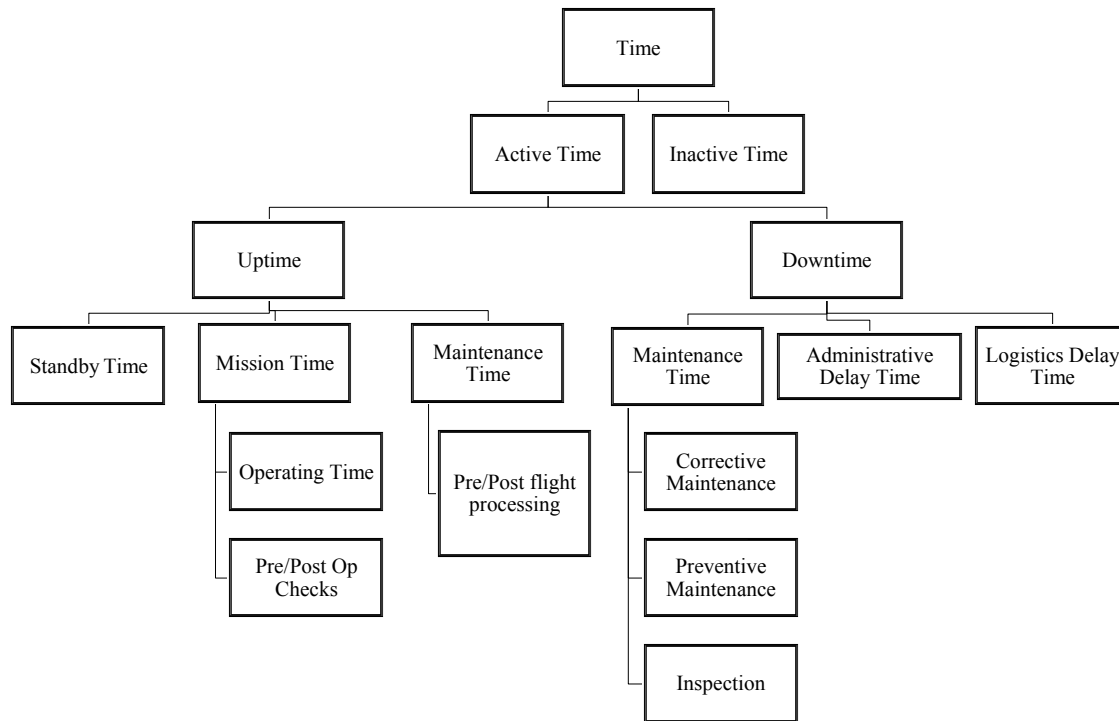 Time
Active Time
Inactive Time
Uptime
Downtime
Standby Time
Mission Time
Maintenance
Time
Maintenance
Time
Administrative
Delay Time
Logistics Delay
Time
Operating Time
Pre/Post Op
Checks
Pre/Post flight
processing
Corrective
Maintenance
Preventive
Maintenance
Inspection